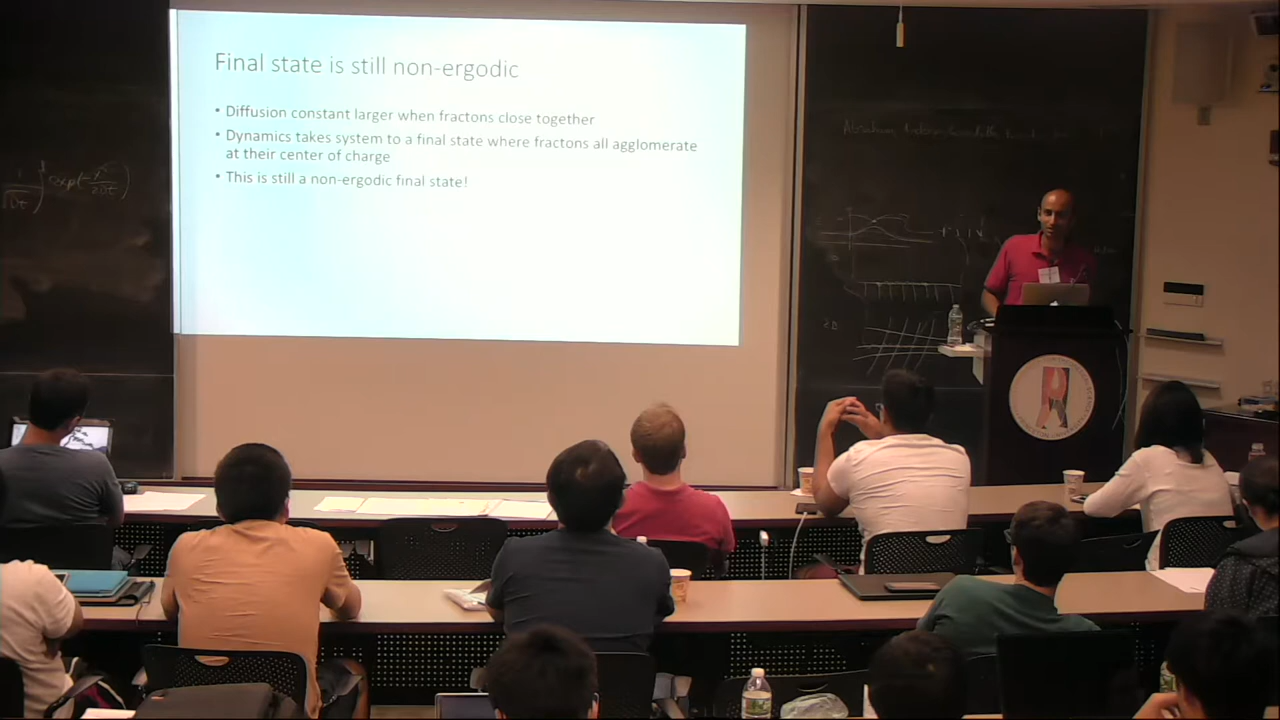 Final state is still non-ergodic
• Diffusion constant larger when fractons close together
• Dynamics takes system to a final state where fractons all agglomerate
at their center of charge
• This is still a non-ergodic final state!